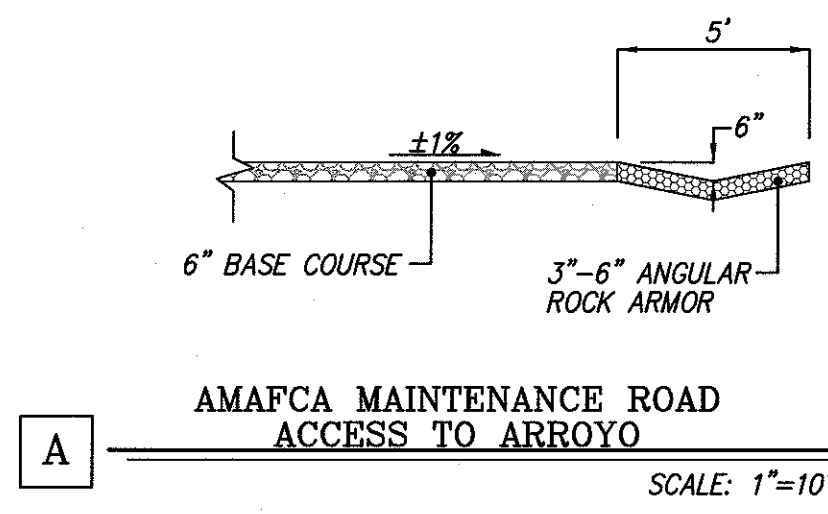 5'
6"
±1%
6" BASE COURSE
3"-6" ANGULAR
ROCK ARMOR
A
AMAFCA MAINTENANCE ROAD
ACCESS TO ARROYO
SCALE: 1"=10'